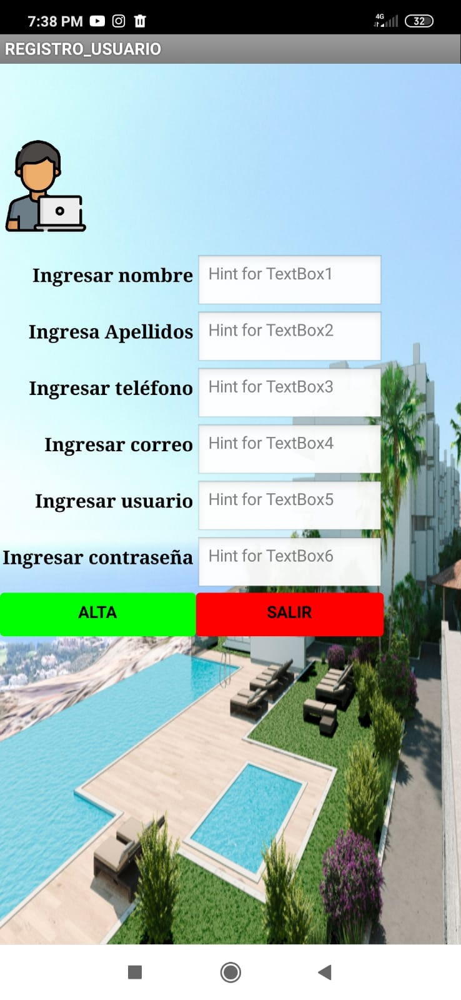 7:38 PM 4G 32
REGISTRO_USUARIO
Ingresar nombre Hint for TextBox1
Ingresa Apellidos Hint for TextBox2
Ingresar teléfono Hint for TextBox3
Ingresar correo Hint for TextBox4
Ingresar usuario Hint for TextBox5
Ingresar contraseña Hint for TextBox6
ALTA SALIR